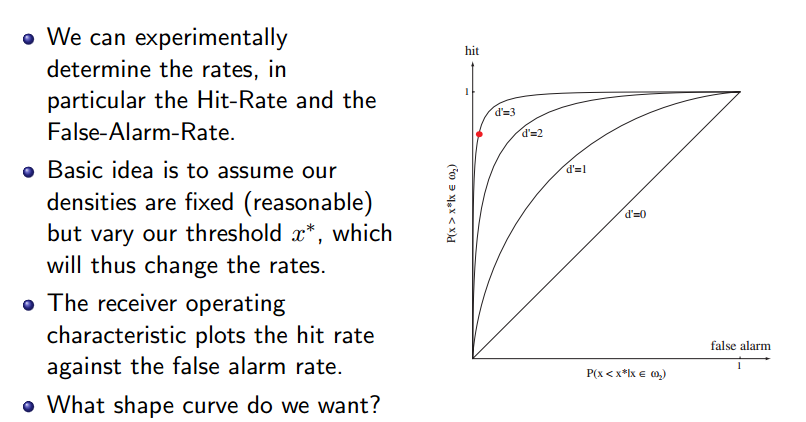 We can experimentally
determine the rates, in
particular the Hit-Rate and the
False-Alarm-Rate.
Basic idea is to assume our
densities are fixed (reasonable)
but vary our threshold x*, which
will thus change the rates.
The receiver operating
characteristic plots the hit rate
against the false alarm rate.
What shape curve do we want?
hit
1
d'=3
d'=2
d'=1
d'=0
P(x > x*|x ∈ ω₂)
false alarm
1
P(x < x*|x ∈ ω₂)